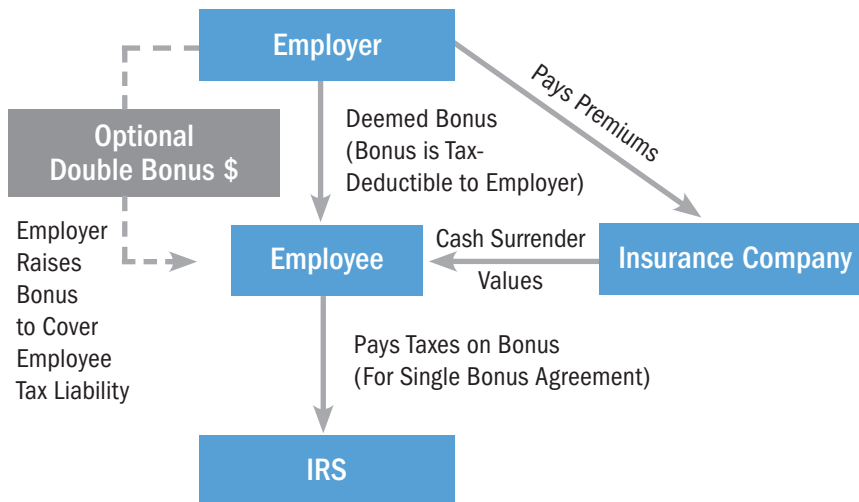 Employer
Pays Premiums
Optional
Double Bonus $
Deemed Bonus
(Bonus is Tax-
Deductible to Employer)
Employer
Raises
Bonus
to Cover
Employee
Tax Liability
Employee
Cash Surrender
Values
Insurance Company
Pays Taxes on Bonus
(For Single Bonus Agreement)
IRS